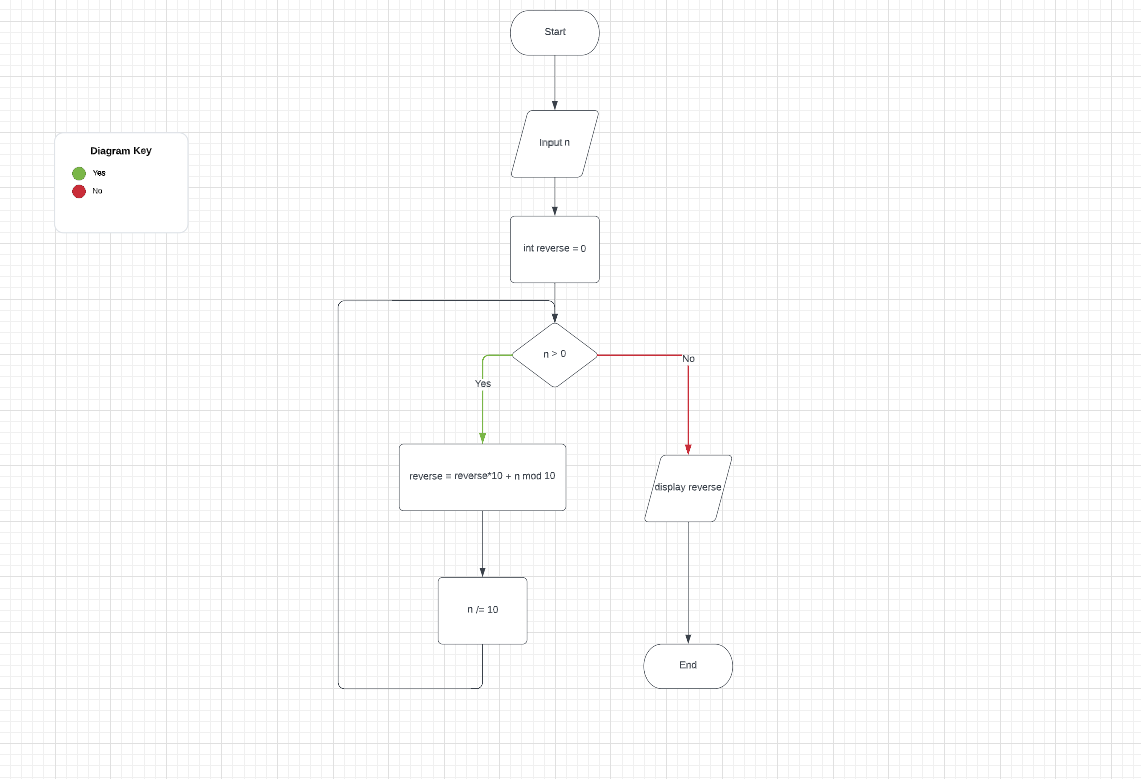 Start
Input n
Diagram Key
Yes
No
int reverse = 0
n > 0
No
Yes
reverse = reverse*10 + n mod 10
display reverse
n /= 10
End